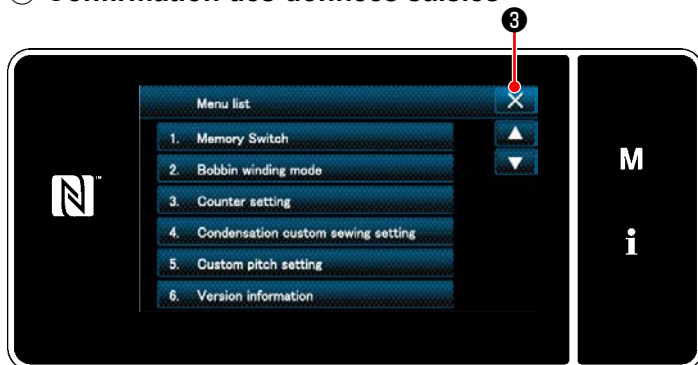 Confirmation des données saisies
❸
Menu list
1. Memory Switch
2. Bobbin winding mode
3. Counter setting
4. Condensation custom sewing setting
5. Custom pitch setting
6. Version information
M
i